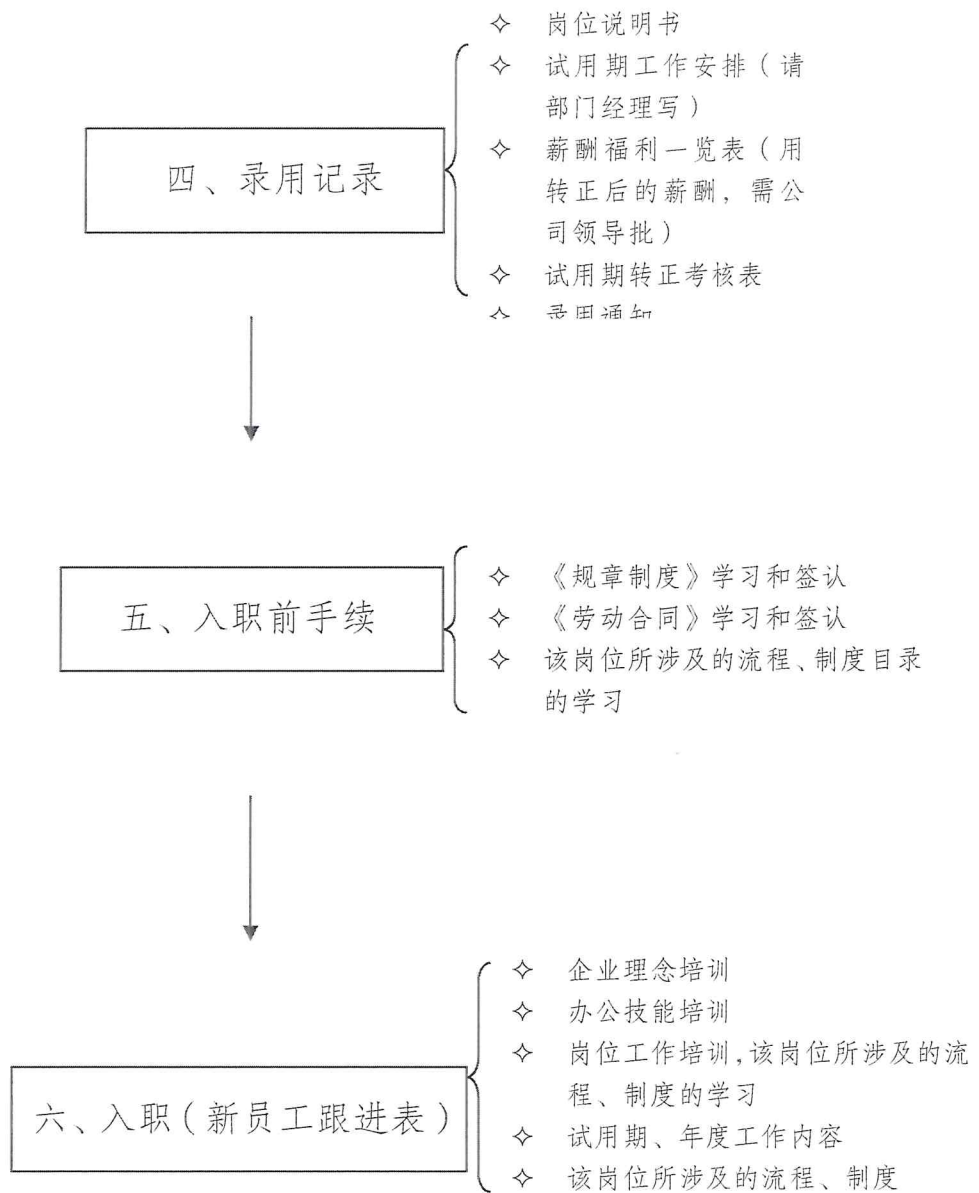 ✧ 岗位说明书
✧ 试用期工作安排（请
部门经理写）
✧ 薪酬福利一览表（用
转正后的薪酬，需公
司领导批）
✧ 试用期转正考核表
✧ 录用通知
四、录用记录
五、入职前手续
✧ 《规章制度》学习和签认
✧ 《劳动合同》学习和签认
✧ 该岗位所涉及的流程、制度目录
的学习
六、入职（新员工跟进表）
✧ 企业理念培训
✧ 办公技能培训
✧ 岗位工作培训,该岗位所涉及的流
程、制度的学习
✧ 试用期、年度工作内容
✧ 该岗位所涉及的流程、制度